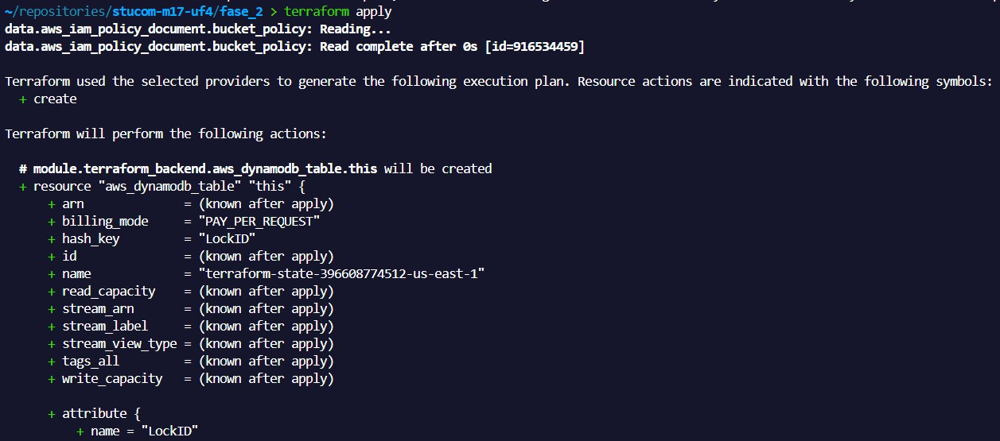 ~/repositories/stucom-m17-uf4/fase_2 > terraform apply
data.aws_iam_policy_document.bucket_policy: Reading...
data.aws_iam_policy_document.bucket_policy: Read complete after 0s [id=916534459]

Terraform used the selected providers to generate the following execution plan. Resource actions are indicated with the following symbols:
  + create

Terraform will perform the following actions:

  # module.terraform_backend.aws_dynamodb_table.this will be created
  + resource "aws_dynamodb_table" "this" {
      + arn              = (known after apply)
      + billing_mode     = "PAY_PER_REQUEST"
      + hash_key         = "LockID"
      + id               = (known after apply)
      + name             = "terraform-state-396608774512-us-east-1"
      + read_capacity    = (known after apply)
      + stream_arn       = (known after apply)
      + stream_label     = (known after apply)
      + stream_view_type = (known after apply)
      + tags_all         = (known after apply)
      + write_capacity   = (known after apply)

      + attribute {
          + name = "LockID"